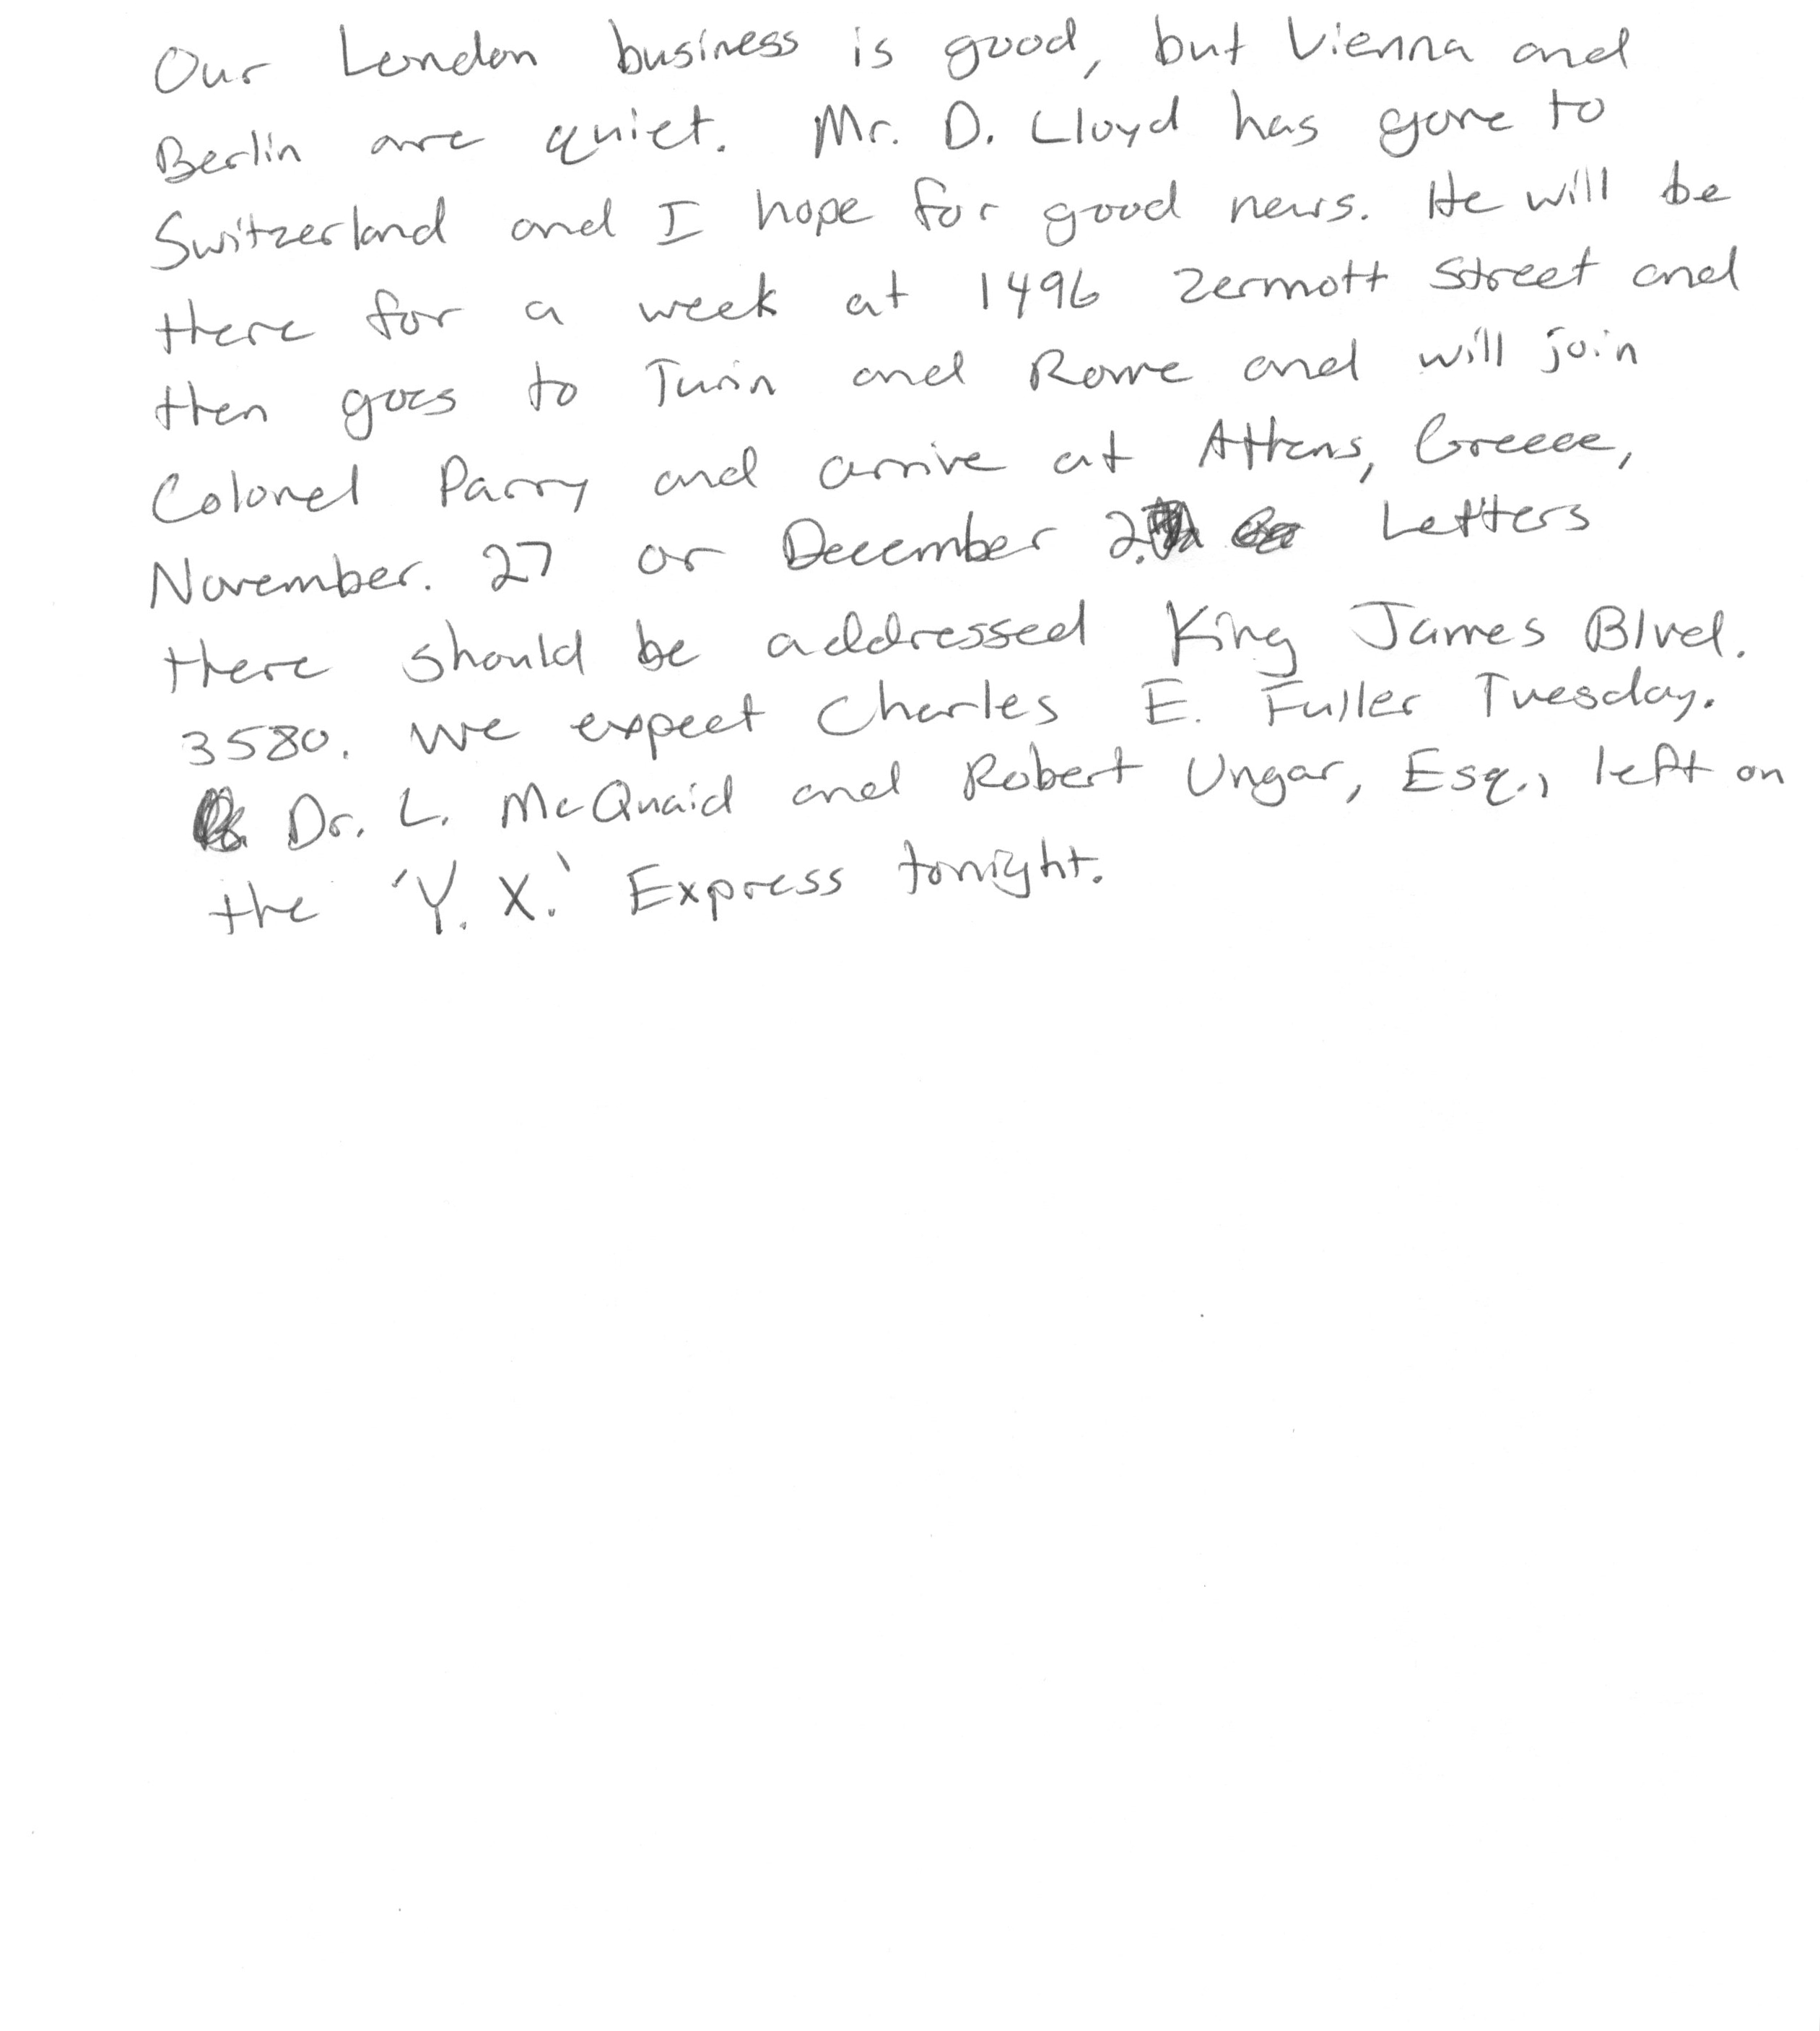 Our London business is good, but Vienna and
Berlin are quiet. Mr. D. Lloyd has gone to
Switzerland and I hope for good news. He will be
there for a week at 1496 Zermott Street and
then goes to Turin and Rome and will join
Colonel Parry and arrive at Athens, Greece,
November. 27 or December 2. Letters
there should be addressed King James Blvd.
3580. We expect Charles E. Fuller Tuesday.
Dr. L. McQuaid and Robert Ungar, Esq., left on
the 'Y. X.' Express tonight.